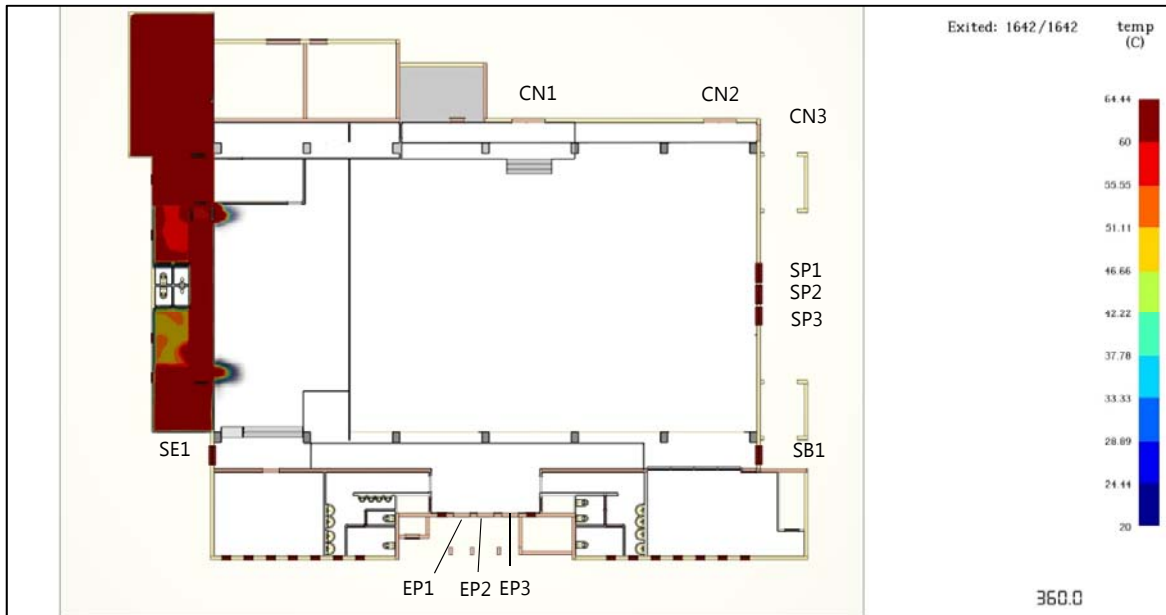 Exited: 1642/1642
temp
(C)
64.44
60
55.55
51.11
46.66
42.22
37.78
33.33
28.89
24.44
20
CN1
CN2
CN3
SP1
SP2
SP3
SE1
SB1
EP1
EP2
EP3
360.0